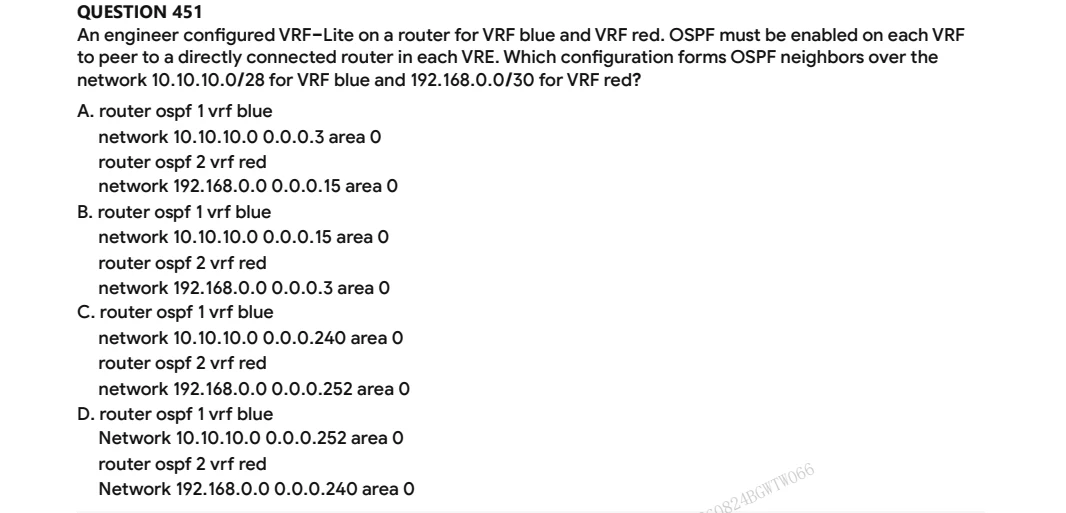 QUESTION 451
An engineer configured VRF-Lite on a router for VRF blue and VRF red. OSPF must be enabled on each VRF
to peer to a directly connected router in each VRE. Which configuration forms OSPF neighbors over the
network 10.10.10.0/28 for VRF blue and 192.168.0.0/30 for VRF red?
A. router ospf 1 vrf blue
network 10.10.10.0 0.0.0.3 area 0
router ospf 2 vrf red
network 192.168.0.0 0.0.0.15 area 0
B. router ospf 1 vrf blue
network 10.10.10.0 0.0.0.15 area 0
router ospf 2 vrf red
network 192.168.0.0 0.0.0.3 area 0
C. router ospf 1 vrf blue
network 10.10.10.0 0.0.0.240 area 0
router ospf 2 vrf red
network 192.168.0.0 0.0.0.252 area 0
D. router ospf 1 vrf blue
Network 10.10.10.0 0.0.0.252 area 0
router ospf 2 vrf red
Network 192.168.0.0 0.0.0.240 area 0